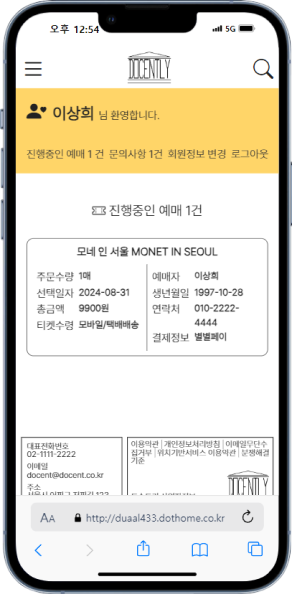 오후 12:54
5G
DOCENTLY
이상희 님 환영합니다.
진행중인 예매 1 건 문의사항 1건 회원정보 변경 로그아웃
진행중인 예매 1건
모네 인 서울 MONET IN SEOUL
주문수량 1매
선택일자 2024-08-31
총금액 9900원
티켓수령 모바일/택배배송
예매자 이상희
생년월일 1997-10-28
연락처 010-2222-
4444
결제정보 별별페이
대표전화번호
02-1111-2222
이메일
docent@docent.co.kr
주소
이용약관 | 개인정보처리방침 | 이메일무단수
집거부 | 위치기반서비스 이용약관 | 분쟁해결
기준
DOCENTLY
AA http://duaal433.dothome.co.kr